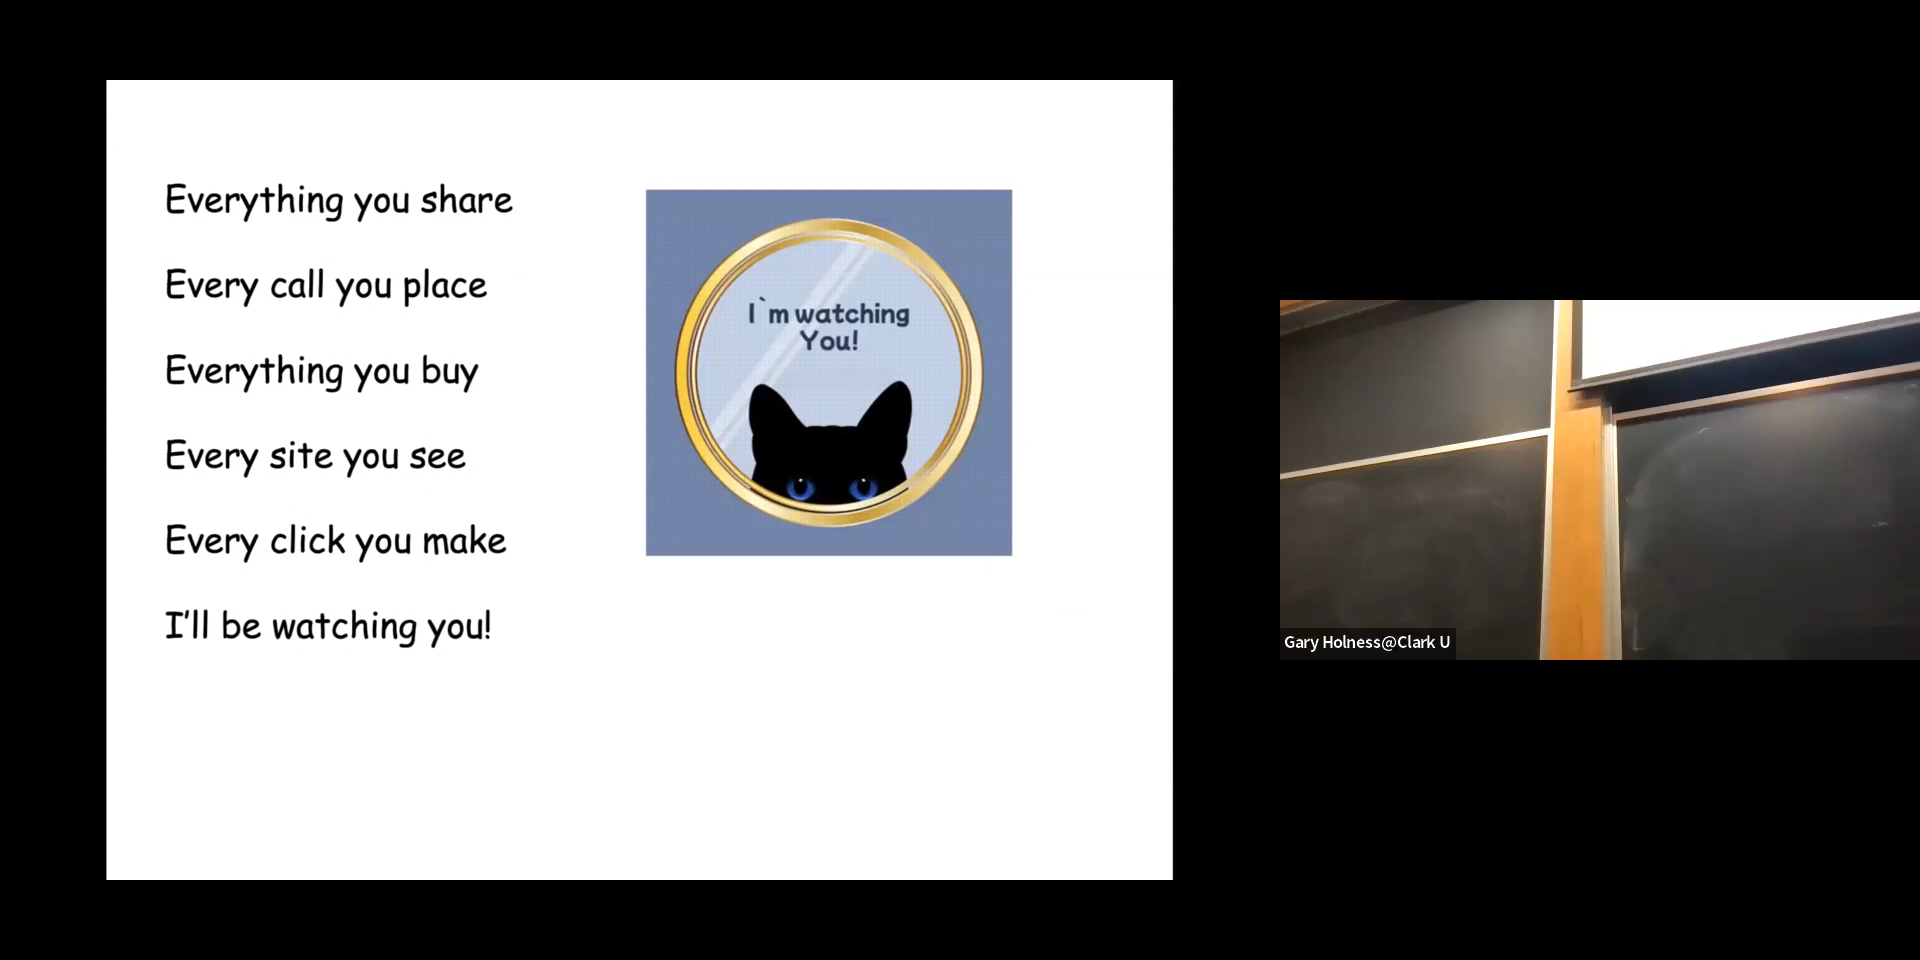 Everything you share
Every call you place
Everything you buy
Every site you see
Every click you make
I'll be watching you!
I`m watching
You!
Gary Holness@Clark U